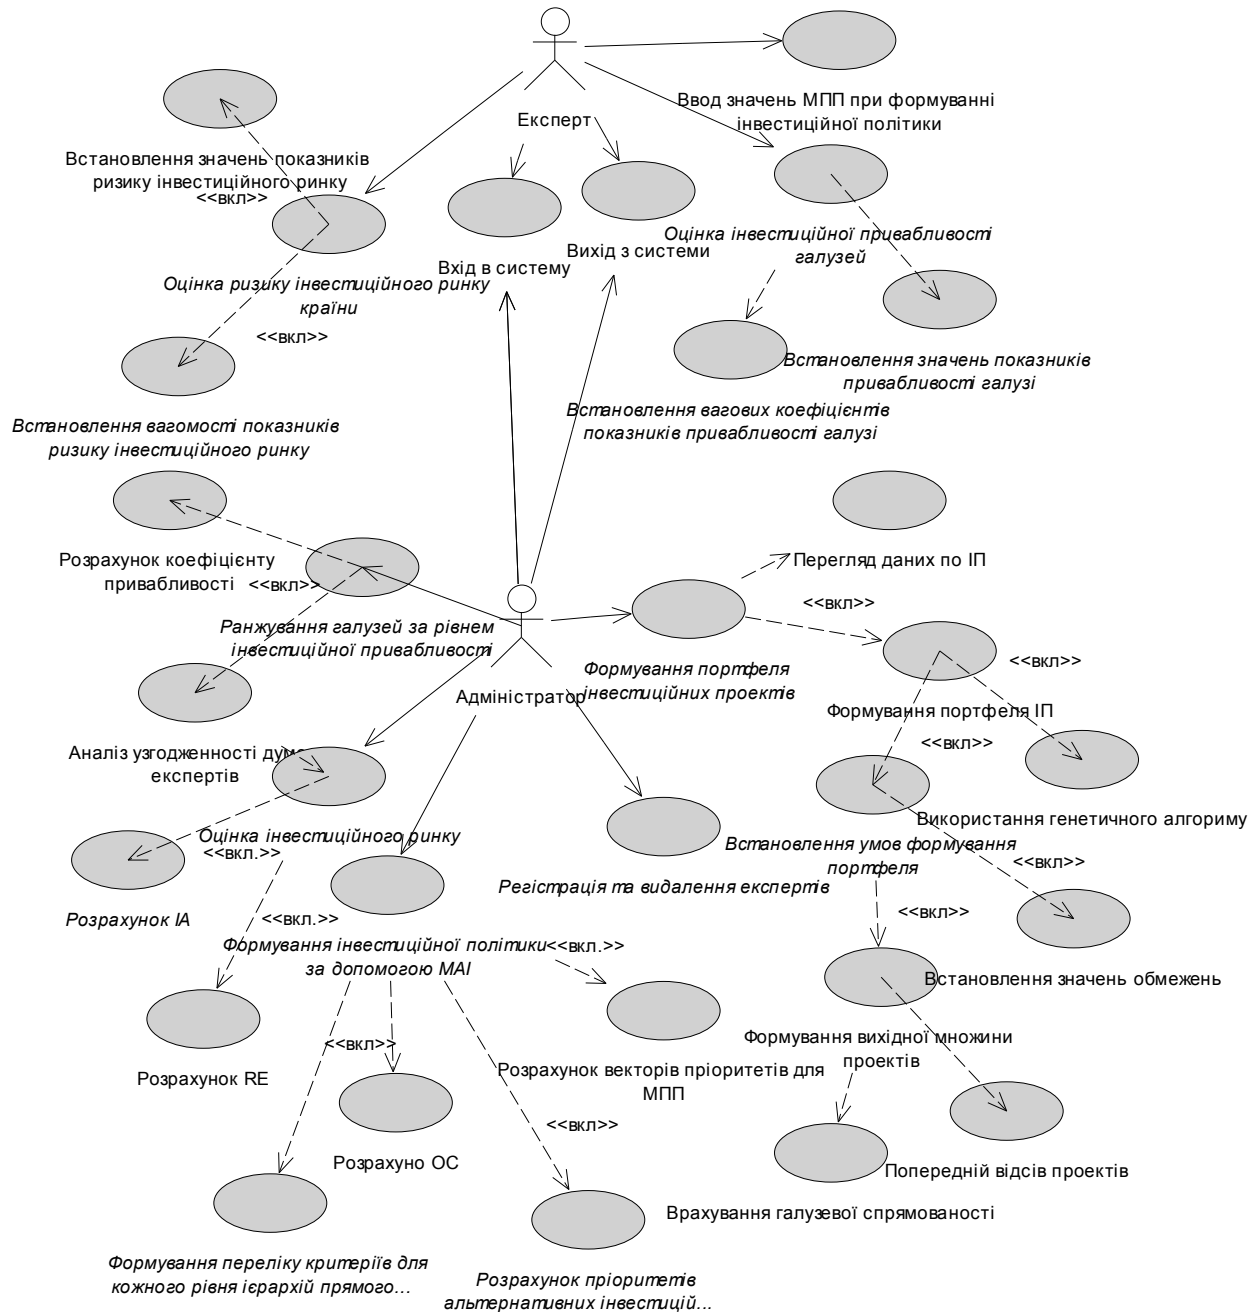 Ввод значень МПП при формуванні
інвестиційної політики
Експерт
Встановлення значень показників
ризику інвестиційного ринку
<<вкл>>
Оцінка інвестиційної привабливості
галузей
Вихід з системи
Вхід в систему
Оцінка ризику інвестиційного ринку
країни
<<вкл>>
Встановлення значень показників
привабливості галузі
Встановлення вагових коефіцієнтів
показників привабливості галузі
Встановлення вагомості показників
ризику інвестиційного ринку
Розрахунок коефіцієнту
привабливості
<<вкл>>
Перегляд даних по ІП
<<вкл>>
Ранжування галузей за рівнем
інвестиційної привабливості
Формування портфеля
інвестиційних проектів
<<вкл>>
Адміністратор
Формування портфеля ІП
<<вкл>>
Аналіз узгодженності дум
експертів
Використання генетичного алгориму
Оцінка інвестиційного ринку
<<вкл.>>
Встановлення умов формування
портфеля
<<вкл>>
Регістрація та видалення експертів
Розрахунок ІА
<<вкл.>>
<<вкл>>
Формування інвестиційної політики
за допомогою МАІ
<<вкл.>>
Встановлення значень обмежень
<<вкл>>
Формування вихідної множини
проектів
Розрахунок RE
Розрахунок векторів пріоритетів для
МПП
<<вкл>>
Розрахуно ОС
Попередній відсів проектів
Врахування галузевої спрямованості
Формування переліку критеріїв для
кожного рівня ієрархій прямого...
Розрахунок пріоритетів
альтернативних інвестицій...